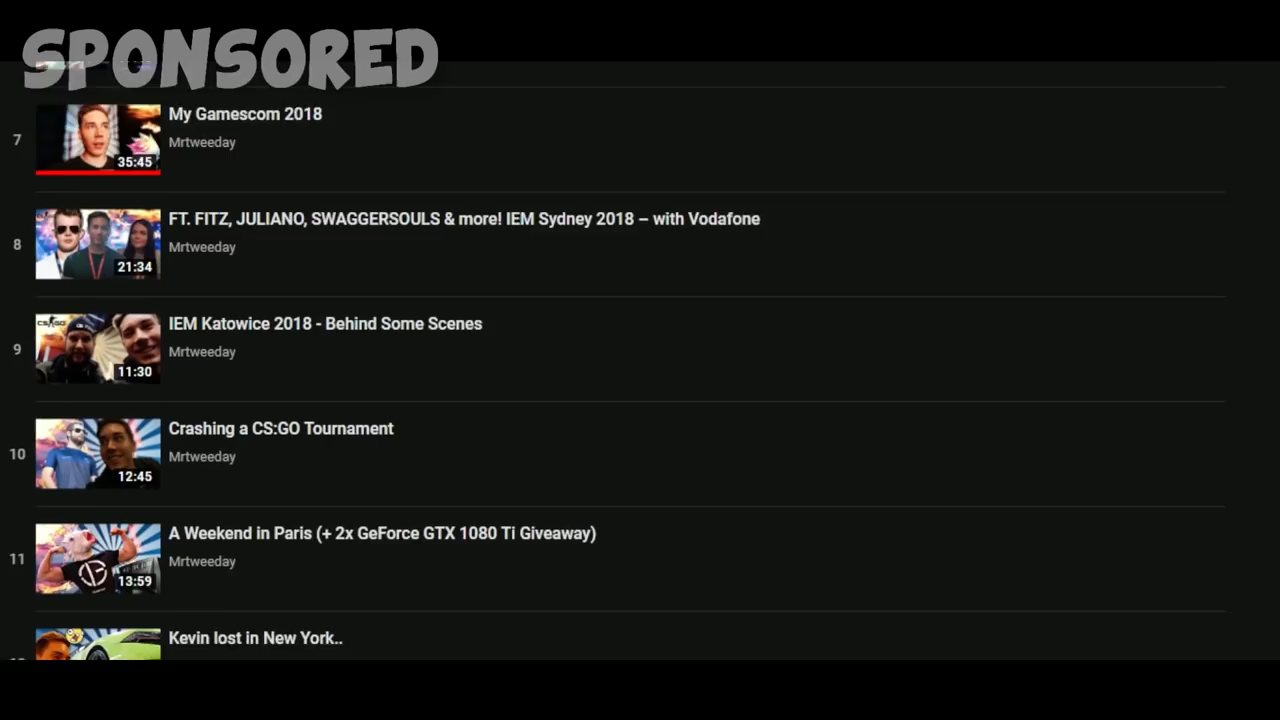 SPONSORED
7
35:45
My Gamescom 2018
Mrtweeday
8
21:34
FT. FITZ, JULIANO, SWAGGERSOULS & more! IEM Sydney 2018 – with Vodafone
Mrtweeday
9
CS:GO
11:30
IEM Katowice 2018 - Behind Some Scenes
Mrtweeday
10
12:45
Crashing a CS:GO Tournament
Mrtweeday
11
13:59
A Weekend in Paris (+ 2x GeForce GTX 1080 Ti Giveaway)
Mrtweeday
Kevin lost in New York..